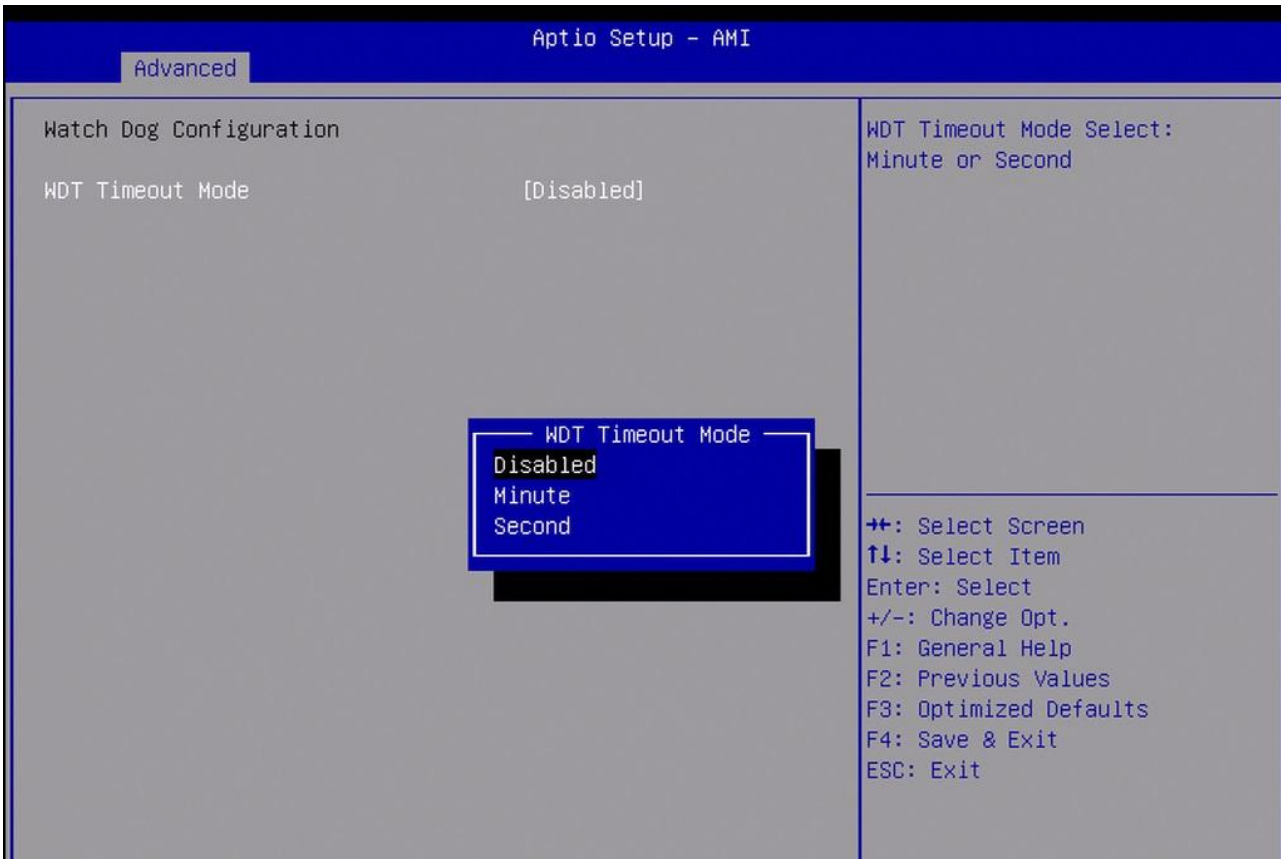 Aptio Setup – AMI
Advanced
Watch Dog Configuration
WDT Timeout Mode [Disabled]
WDT Timeout Mode Select:
Minute or Second
WDT Timeout Mode
Disabled
Minute
Second
→←: Select Screen
↑↓: Select Item
Enter: Select
+/-: Change Opt.
F1: General Help
F2: Previous Values
F3: Optimized Defaults
F4: Save & Exit
ESC: Exit